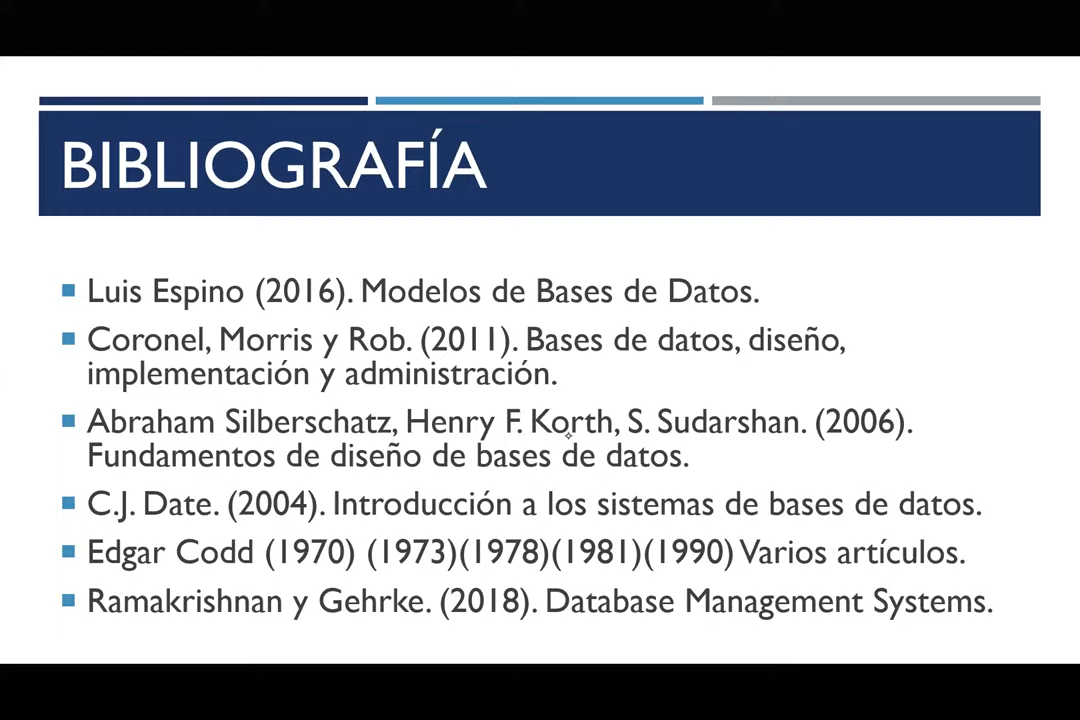 BIBLIOGRAFÍA
Luis Espino (2016). Modelos de Bases de Datos.
Coronel, Morris y Rob. (2011). Bases de datos, diseño,
implementación y administración.
Abraham Silberschatz, Henry F. Korth, S. Sudarshan. (2006).
Fundamentos de diseño de bases de datos.
C.J. Date. (2004). Introducción a los sistemas de bases de datos.
Edgar Codd (1970) (1973)(1978)(1981)(1990) Varios artículos.
Ramakrishnan y Gehrke. (2018). Database Management Systems.